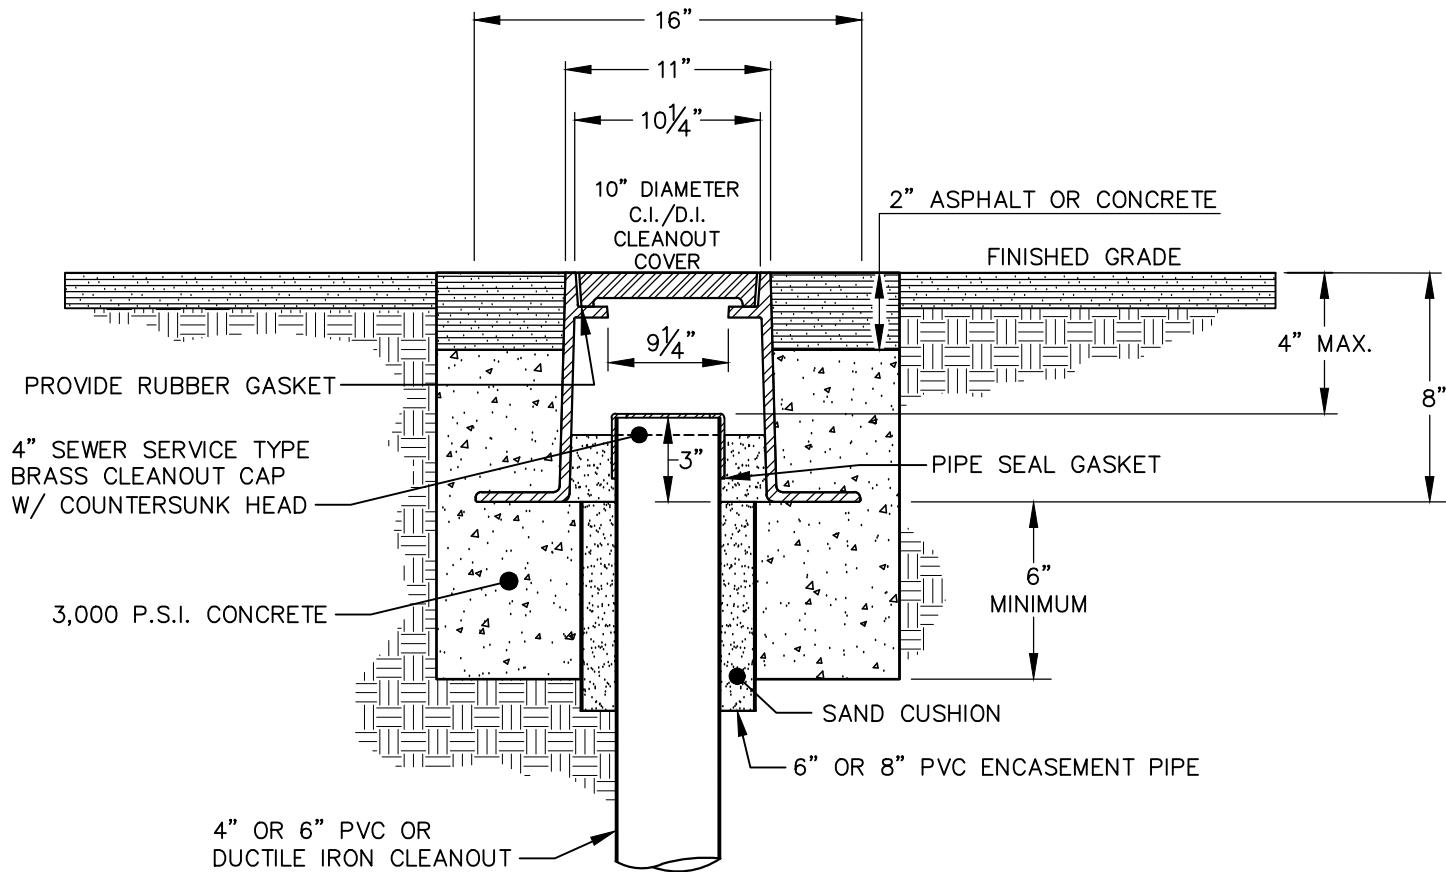 16”
11”
10¼”
10” DIAMETER
C.I./D.I.
CLEANOUT
COVER
2” ASPHALT OR CONCRETE
FINISHED GRADE
9¼”
4” MAX.
PROVIDE RUBBER GASKET
8”
4” SEWER SERVICE TYPE
BRASS CLEANOUT CAP
W/ COUNTERSUNK HEAD
3”
PIPE SEAL GASKET
6”
MINIMUM
3,000 P.S.I. CONCRETE
SAND CUSHION
6” OR 8” PVC ENCASEMENT PIPE
4” OR 6” PVC OR
DUCTILE IRON CLEANOUT